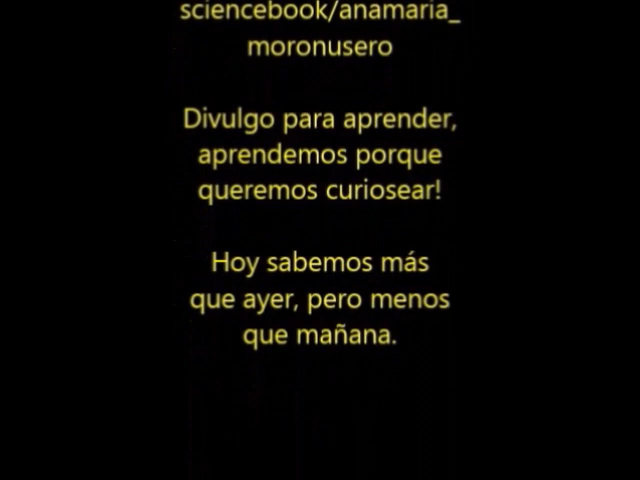 sciencebook/anamaria_
moronusero
Divulgo para aprender,
aprendemos porque
queremos curiosear!
Hoy sabemos más
que ayer, pero menos
que mañana.